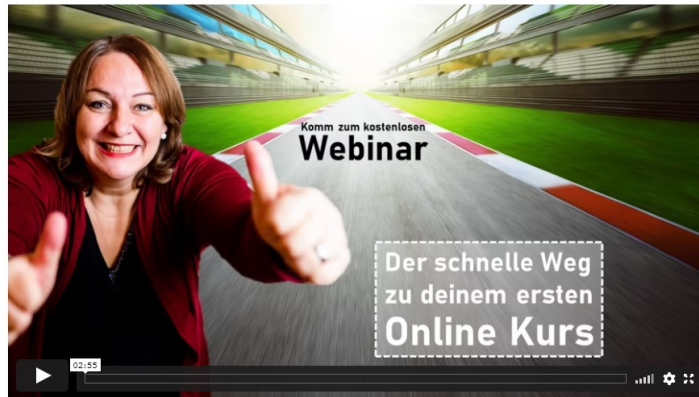 Komm zum kostenlosen
Webinar
Der schnelle Weg
zu deinem ersten
Online Kurs
02:55